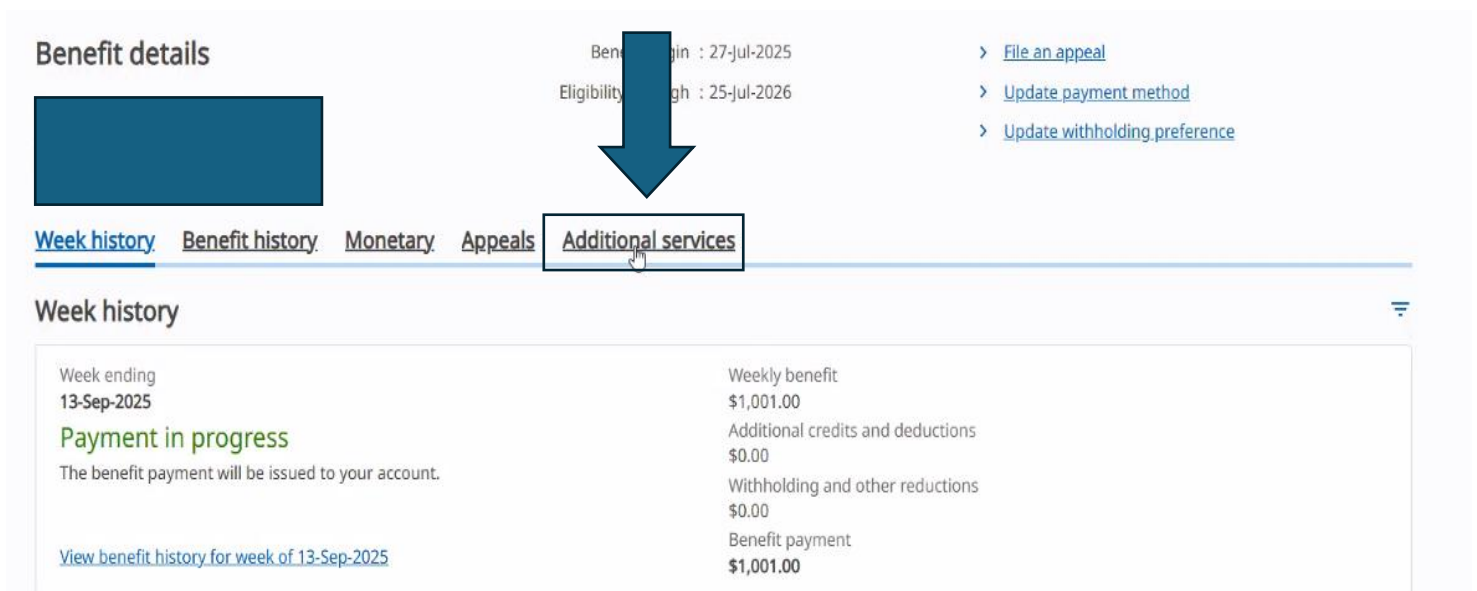 Benefit details
: 27-Jul-2025
Eligibility : 25-Jul-2026
File an appeal
Update payment method
Update withholding preference
Week history Benefit history Monetary Appeals Additional services
Week history
Week ending
13-Sep-2025
Payment in progress
The benefit payment will be issued to your account.
View benefit history for week of 13-Sep-2025
Weekly benefit
$1,001.00
Additional credits and deductions
$0.00
Withholding and other reductions
$0.00
Benefit payment
$1,001.00